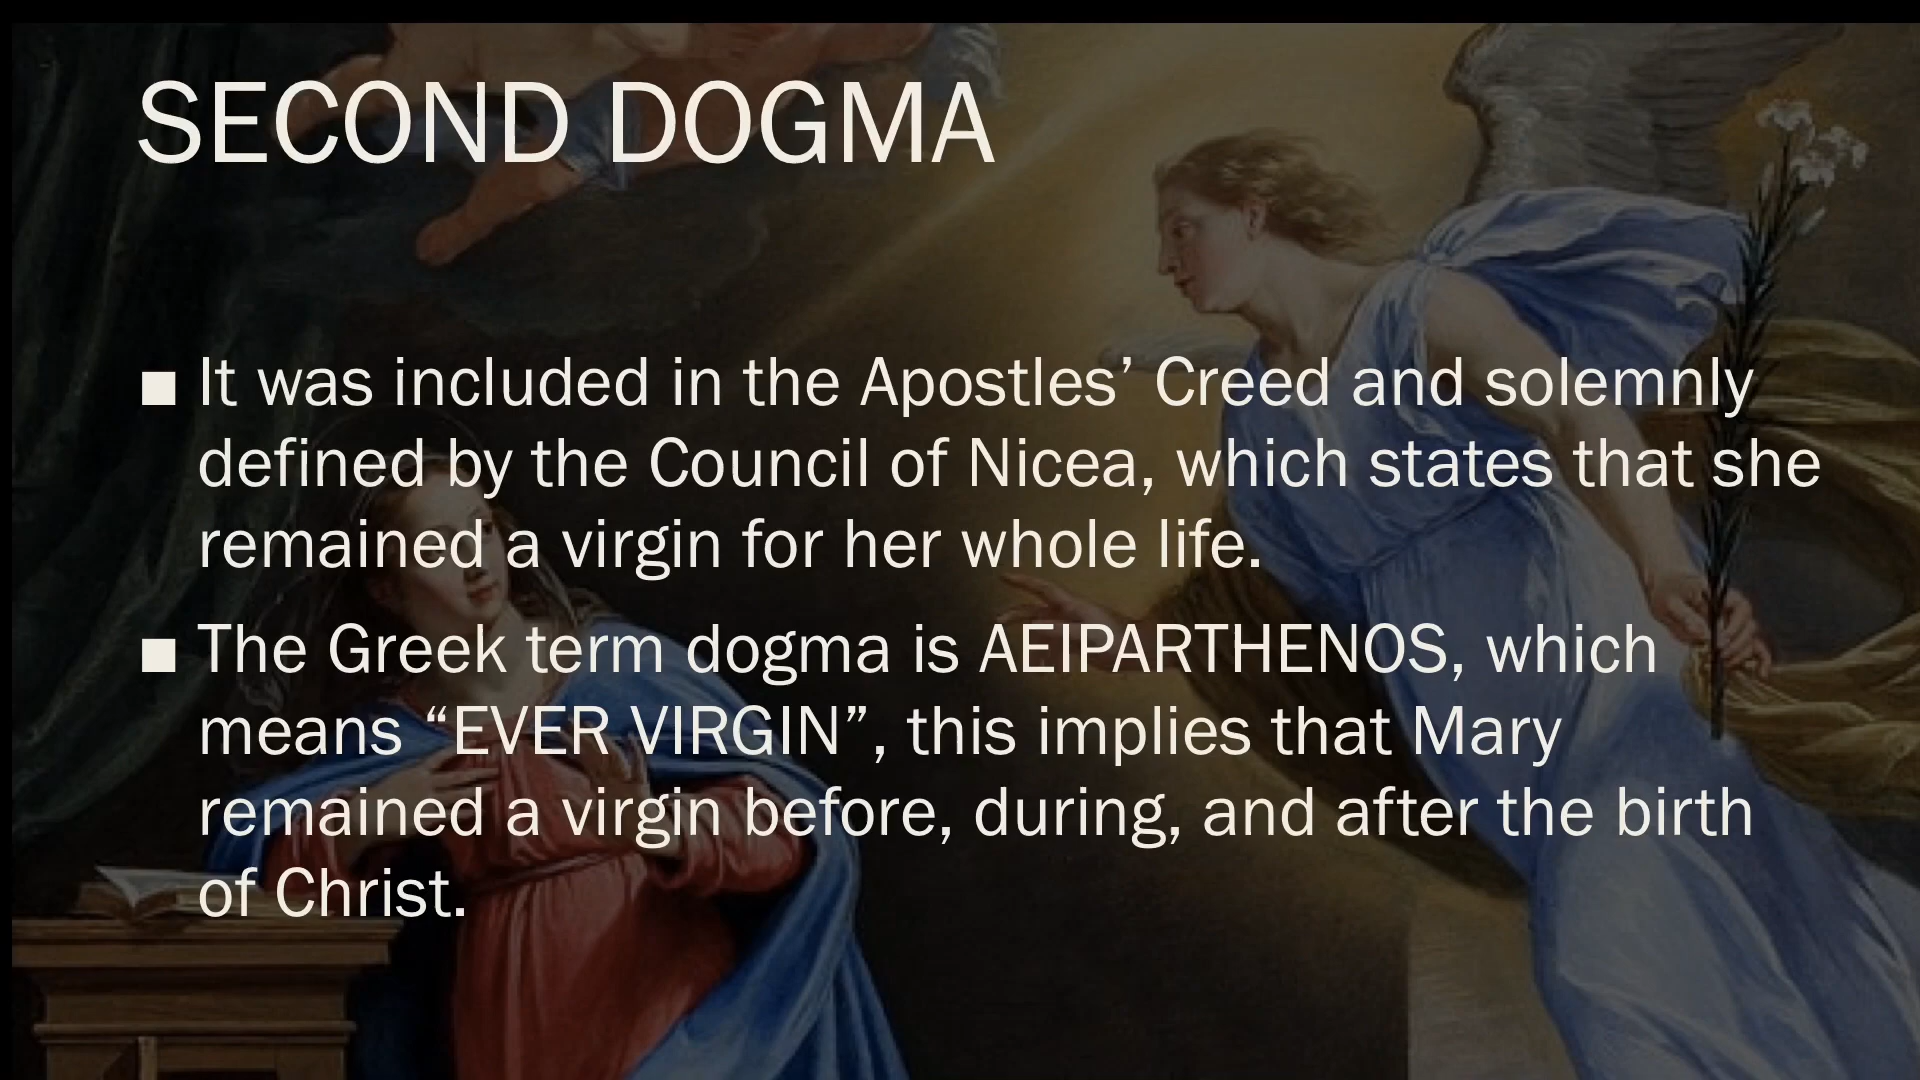 SECOND DOGMA
■ It was included in the Apostles’ Creed and solemnly
defined by the Council of Nicea, which states that she
remained a virgin for her whole life.
■ The Greek term dogma is AEIPARTHENOS, which
means “EVER VIRGIN”, this implies that Mary
remained a virgin before, during, and after the birth
of Christ.